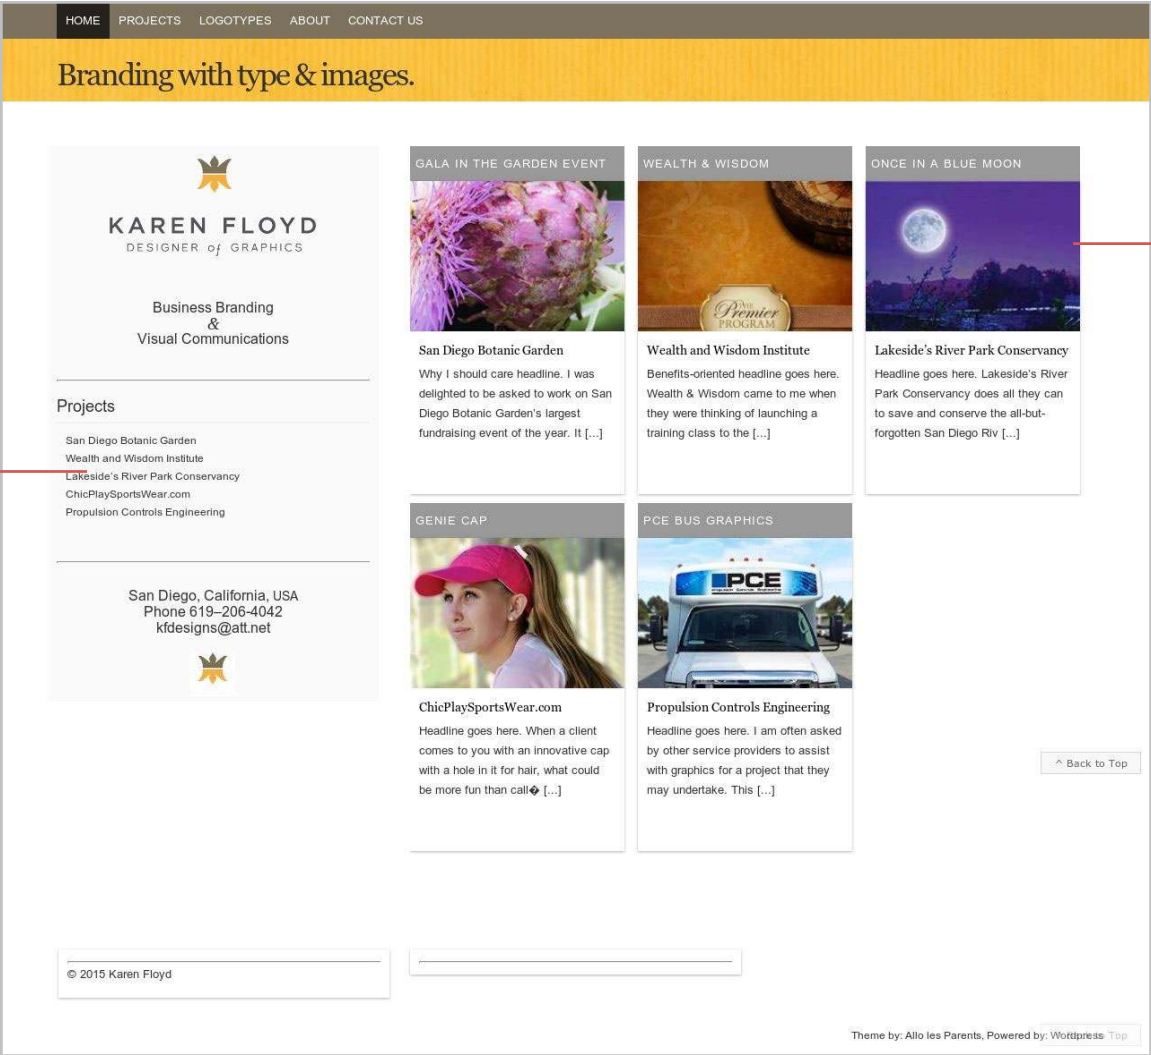 HOME PROJECTS LOGOTYPES ABOUT CONTACT US
Branding with type & images.
KAREN FLOYD
DESIGNER of GRAPHICS
Business Branding
&
Visual Communications
Projects
San Diego Botanic Garden
Wealth and Wisdom Institute
Lakeside's River Park Conservancy
ChicPlaySportsWear.com
Propulsion Controls Engineering
San Diego, California, USA
Phone 619–206-4042
kfdesigns@att.net
GALA IN THE GARDEN EVENT
San Diego Botanic Garden
Why I should care headline. I was
delighted to be asked to work on San
Diego Botanic Garden's largest
fundraising event of the year. It [...]
WEALTH & WISDOM
The
Premier
PROGRAM
Wealth and Wisdom Institute
Benefits-oriented headline goes here.
Wealth & Wisdom came to me when
they were thinking of launching a
training class to the [...]
ONCE IN A BLUE MOON
Lakeside's River Park Conservancy
Headline goes here. Lakeside's River
Park Conservancy does all they can
to save and conserve the all-but-
forgotten San Diego Riv [...]
GENIE CAP
ChicPlaySportsWear.com
Headline goes here. When a client
comes to you with an innovative cap
with a hole in it for hair, what could
be more fun than call� [...]
PCE BUS GRAPHICS
PCE
Propulsion Controls Engineering
Propulsion Controls Engineering
Headline goes here. I am often asked
by other service providers to assist
with graphics for a project that they
may undertake. This [...]
^ Back to Top
© 2015 Karen Floyd
Theme by: Allo les Parents, Powered by: Wordpress
^ Back to Top